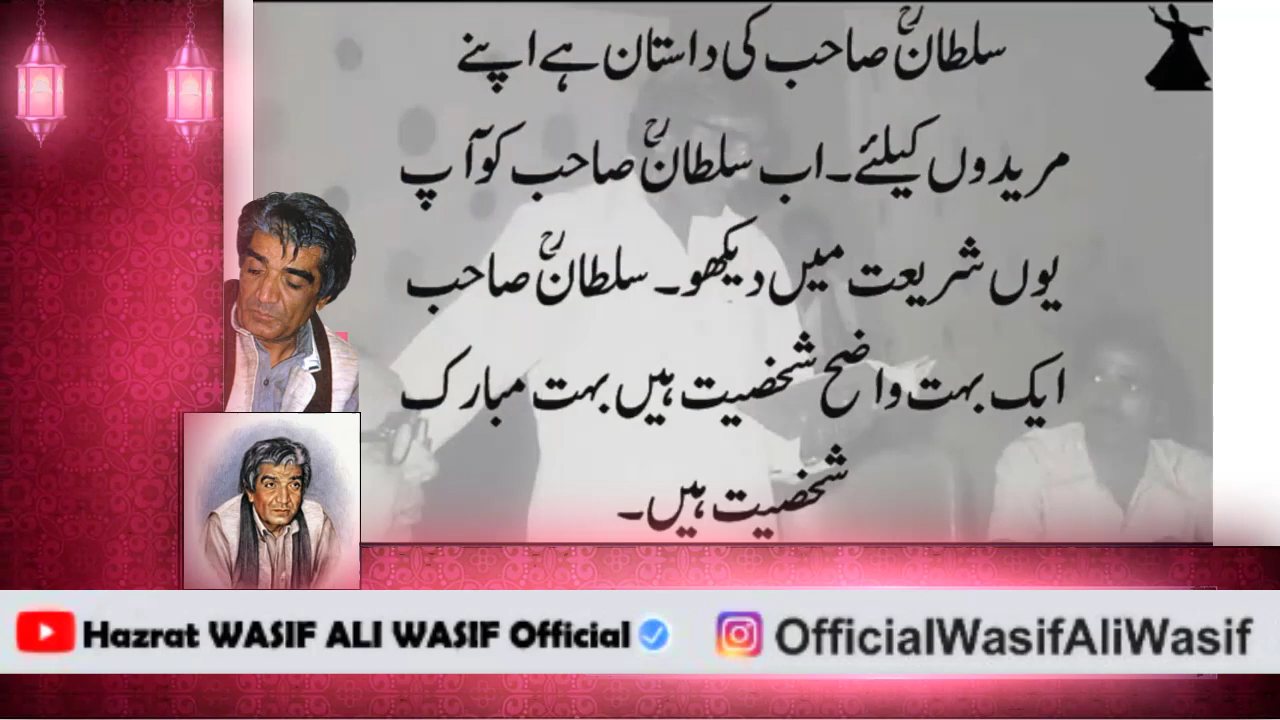 سلطانؒ صاحب کی داستان ہے اپنے
مریدوں کیلئے۔ اب سلطانؒ صاحب کو آپ
یوں شریعت میں دیکھو۔ سلطانؒ صاحب
ایک بہت واضح شخصیت ہیں بہت مبارک
شخصیت ہیں۔
Hazrat WASIF ALI WASIF Official
OfficialWasifAliWasif